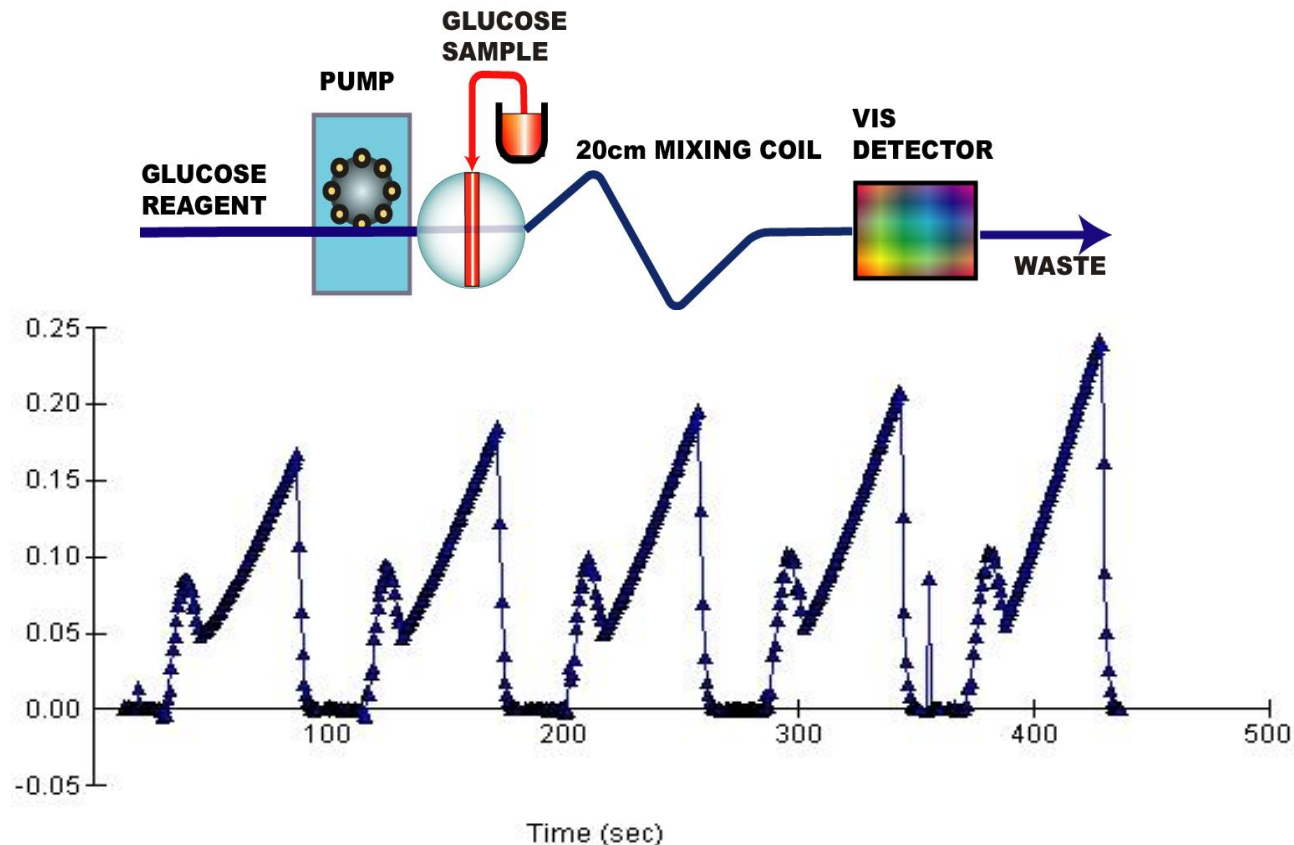 GLUCOSE
SAMPLE
PUMP
VIS
DETECTOR
20cm MIXING COIL
GLUCOSE
REAGENT
WASTE
0.25
0.20
0.15
0.10
0.05
0.00
100
200
300
400
500
-0.05
Time (sec)